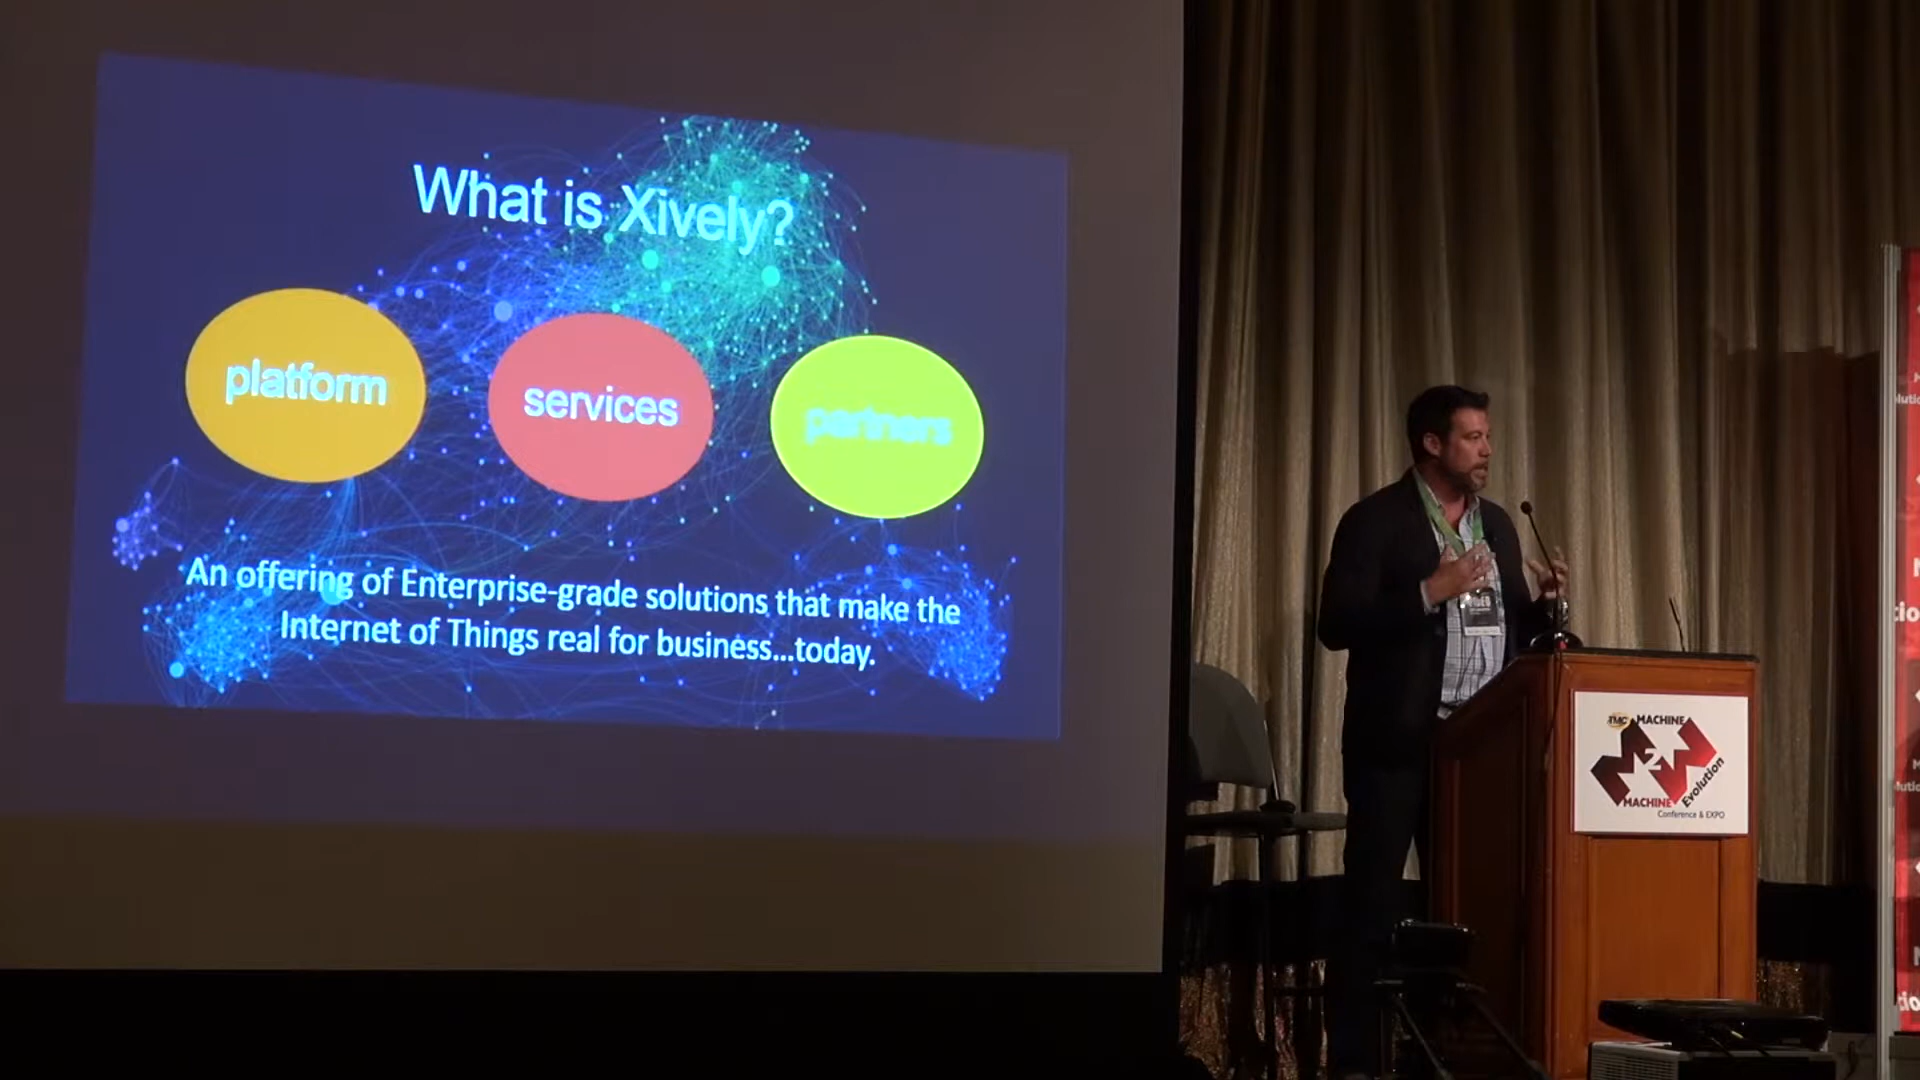 What is Xively?
platform
services
partners
An offering of Enterprise-grade solutions that make the
Internet of Things real for business...today.
TMC
MACHINE
M2M
MACHINE
Evolution
Conference & EXPO